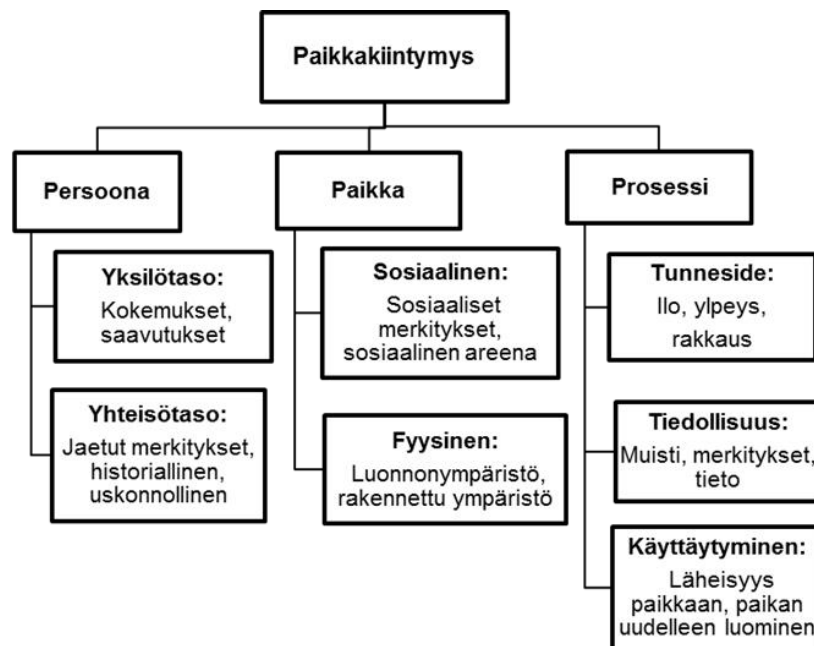 Paikkakiintymys
Persoona
Yksilötaso:
Kokemukset,
saavutukset
Yhteisötaso:
Jaetut merkitykset,
historiallinen,
uskonnollinen
Paikka
Sosiaalinen:
Sosiaaliset
merkitykset,
sosiaalinen areena
Fyysinen:
Luonnonympäristö,
rakennettu ympäristö
Prosessi
Tunneside:
Ilo, ylpeys,
rakkaus
Tiedollisuus:
Muisti, merkitykset,
tieto
Käyttäytyminen:
Läheisyys
paikkaan, paikan
uudelleen luominen